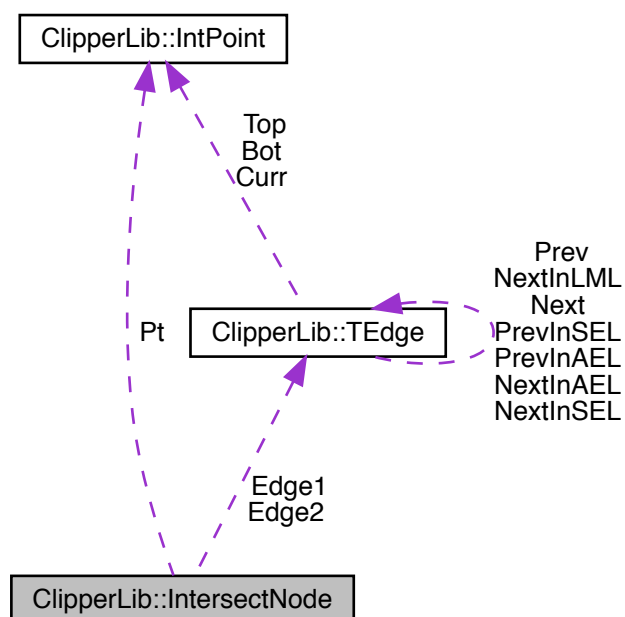 ClipperLib::IntPoint
Top
Bot
Curr
Prev
NextInLML
Next
PrevInSEL
PrevInAEL
NextInAEL
NextInSEL
Pt
ClipperLib::TEdge
Edge1
Edge2
ClipperLib::IntersectNode